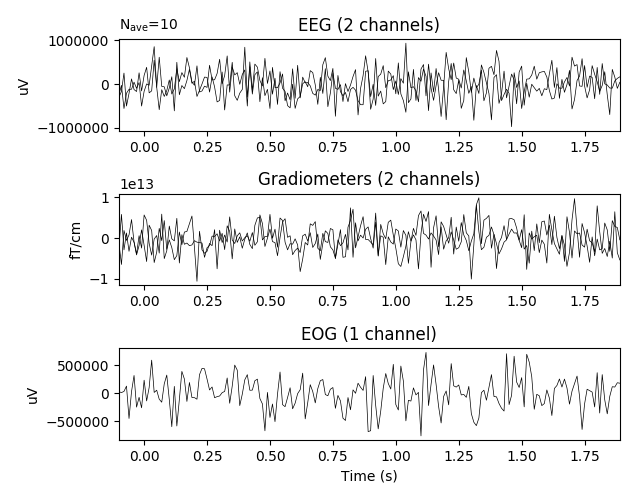 N_ave=10
EEG (2 channels)
1000000
0
−1000000
uV
0.00 0.25 0.50 0.75 1.00 1.25 1.50 1.75
1e13
Gradiometers (2 channels)
1
0
−1
fT/cm
0.00 0.25 0.50 0.75 1.00 1.25 1.50 1.75
EOG (1 channel)
500000
0
−500000
uV
0.00 0.25 0.50 0.75 1.00 1.25 1.50 1.75
Time (s)